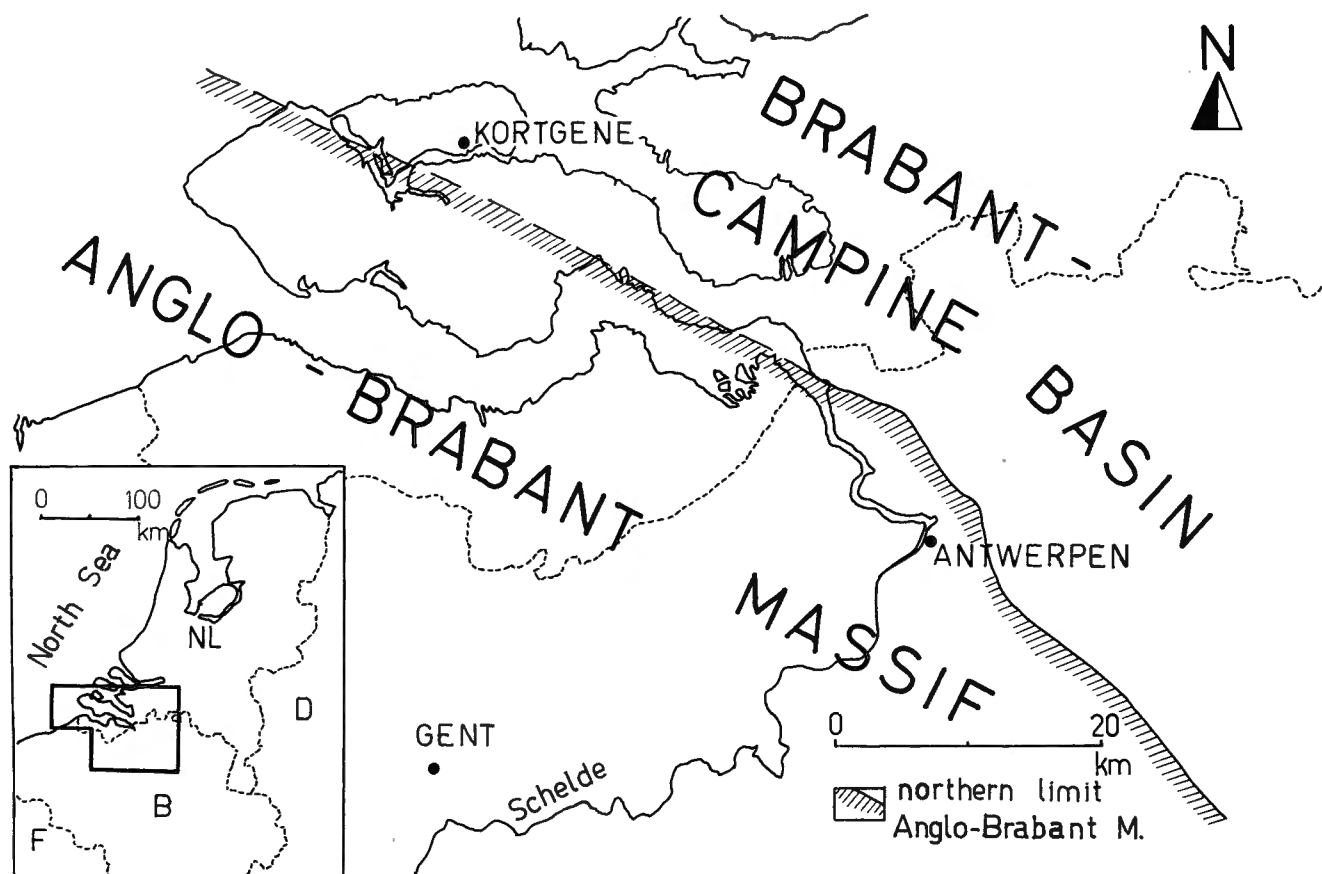 N
BRABANT-
CAMPINE
BASIN
KORTGENE
ANGLO-BRABANT
MASSIF
ANTWERPEN
GENT
Schelde
0 20
km
northern limit
Anglo-Brabant M.
0 100
km
North Sea
NL
D
B
F